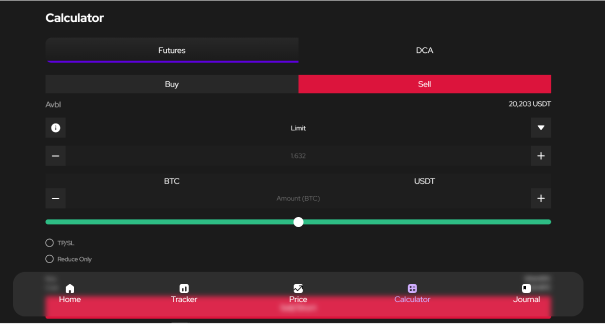 Calculator
Futures DCA
Buy Sell
Avbl 20,203 USDT
Limit
1.632
BTC USDT
Amount (BTC)
TP/SL
Reduce Only
Home Tracker Price Calculator Journal